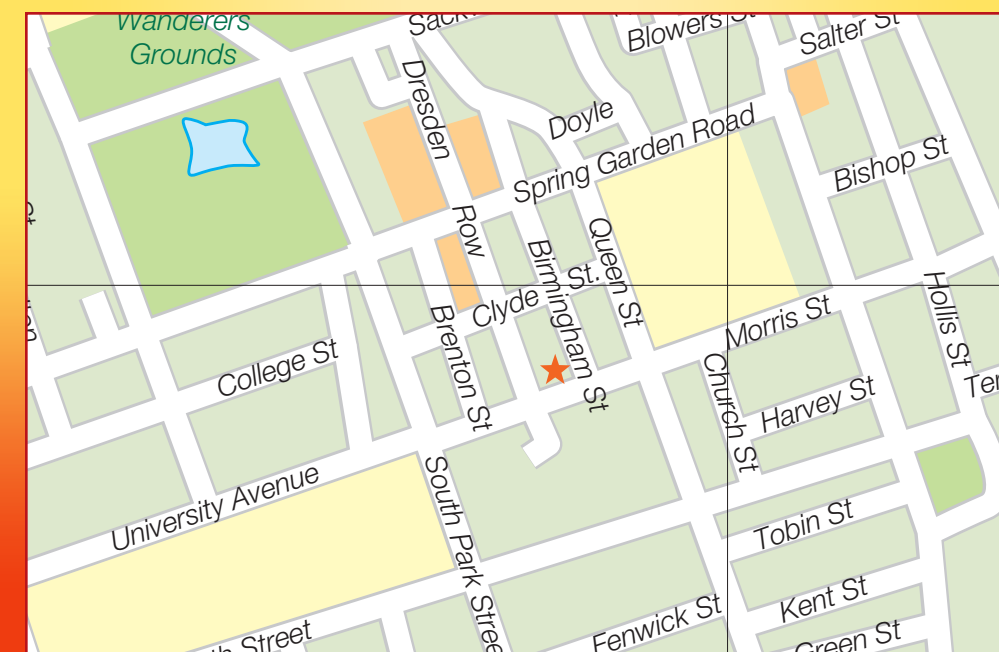 Wanderers
Grounds
Blowers St
Salter St
Dresden
Row
Doyle
Spring Garden Road
Bishop St
Queen St
Birmingham St
Clyde St.
Brenton St
Morris St
Hollis St
College St
Church St
Harvey St
University Avenue
South Park Stree
Tobin St
Kent St
Fenwick St
Green St
Street